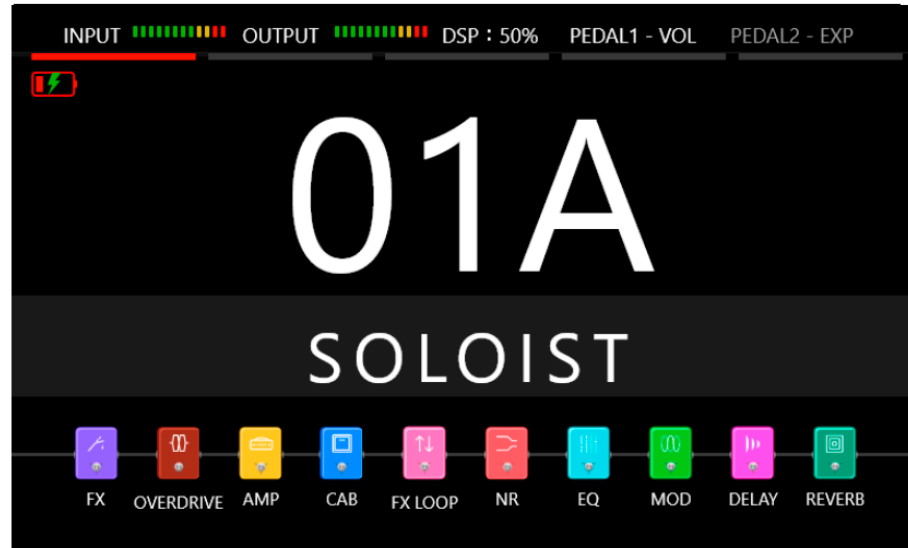 INPUT OUTPUT DSP : 50% PEDAL1 - VOL PEDAL2 - EXP
01A
SOLOIST
FX OVERDRIVE AMP CAB FX LOOP NR EQ MOD DELAY REVERB